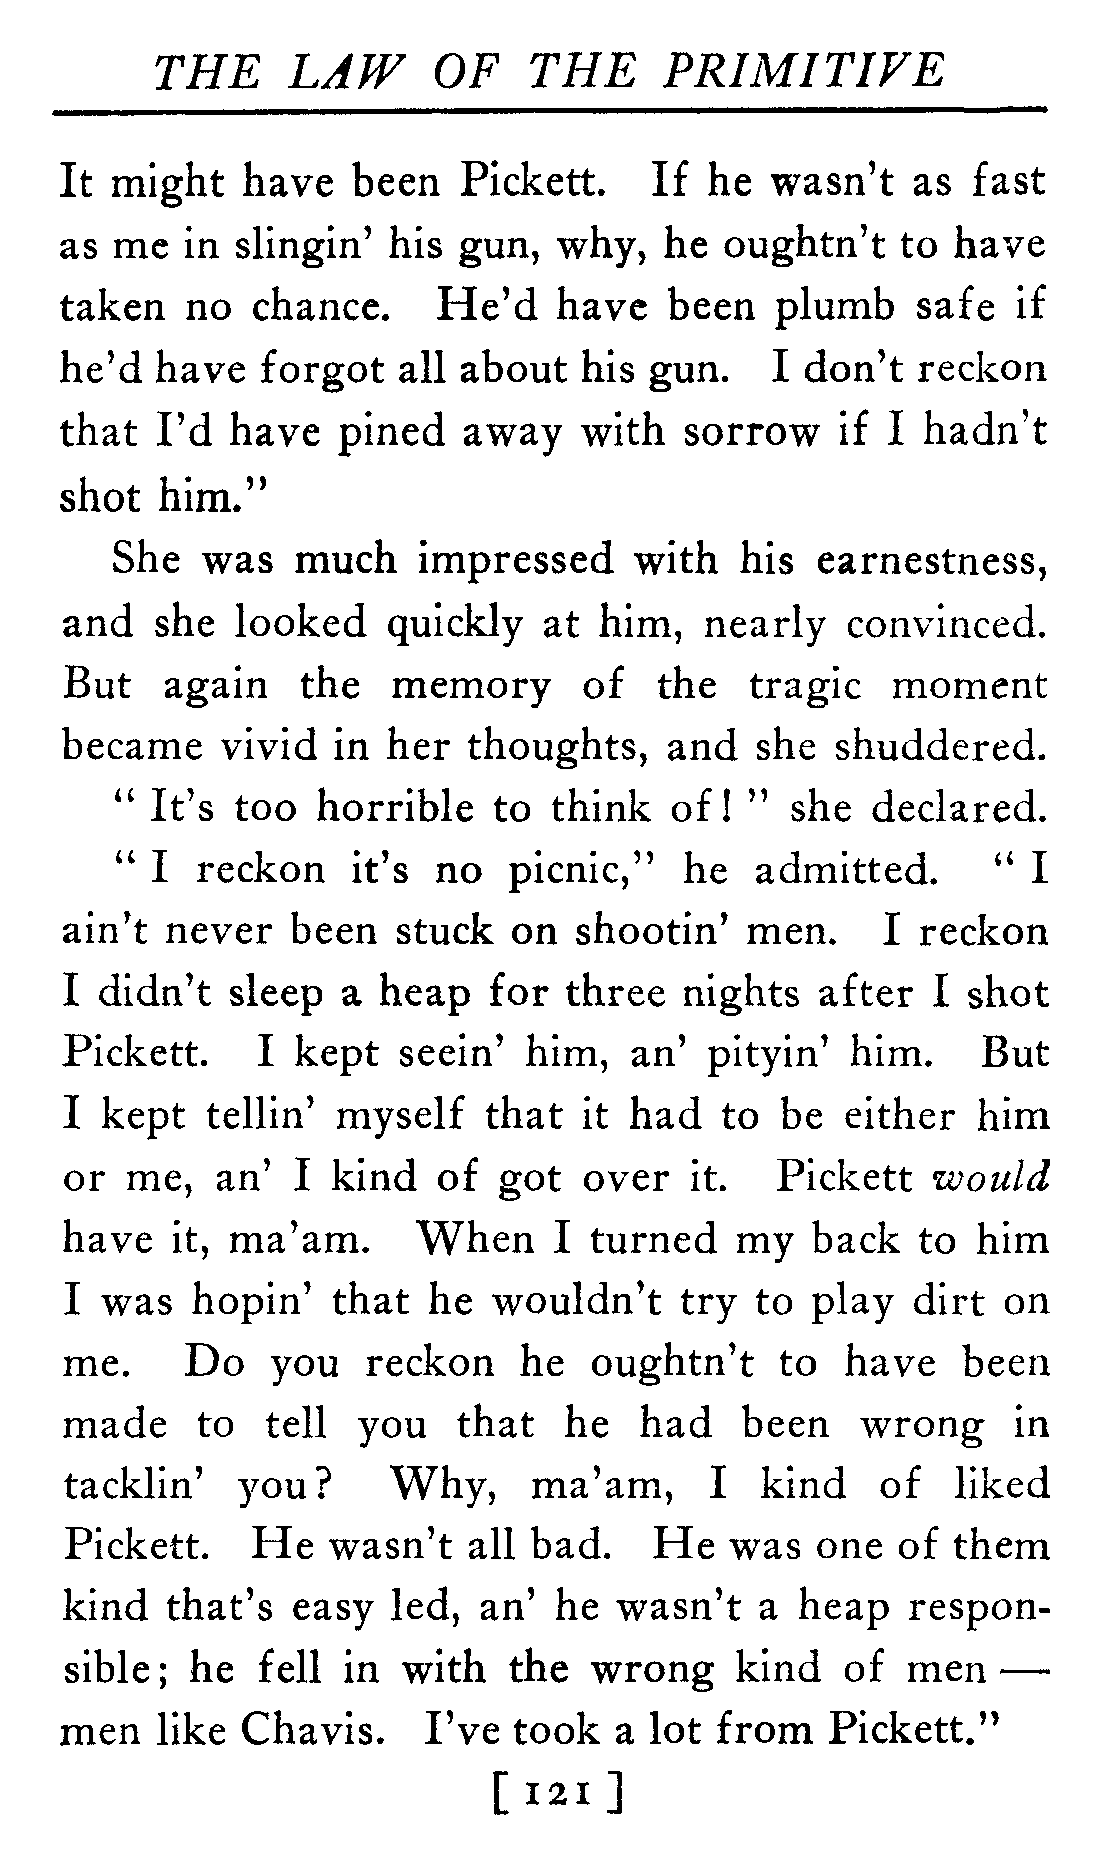 THE LAW OF THE PRIMITIVE
It might have been Pickett. If he wasn't as fast
as me in slingin' his gun, why, he oughtn't to have
taken no chance. He'd have been plumb safe if
he'd have forgot all about his gun. I don't reckon
that I'd have pined away with sorrow if I hadn't
shot him."
She was much impressed with his earnestness,
and she looked quickly at him, nearly convinced.
But again the memory of the tragic moment
became vivid in her thoughts, and she shuddered.
"It's too horrible to think of!" she declared.
"I reckon it's no picnic," he admitted. "I
ain't never been stuck on shootin' men. I reckon
I didn't sleep a heap for three nights after I shot
Pickett. I kept seein' him, an' pityin' him. But
I kept tellin' myself that it had to be either him
or me, an' I kind of got over it. Pickett would
have it, ma'am. When I turned my back to him
I was hopin' that he wouldn't try to play dirt on
me. Do you reckon he oughtn't to have been
made to tell you that he had been wrong in
tacklin' you? Why, ma'am, I kind of liked
Pickett. He wasn't all bad. He was one of them
kind that's easy led, an' he wasn't a heap respon-
sible; he fell in with the wrong kind of men —
men like Chavis. I've took a lot from Pickett."
[ 121 ]